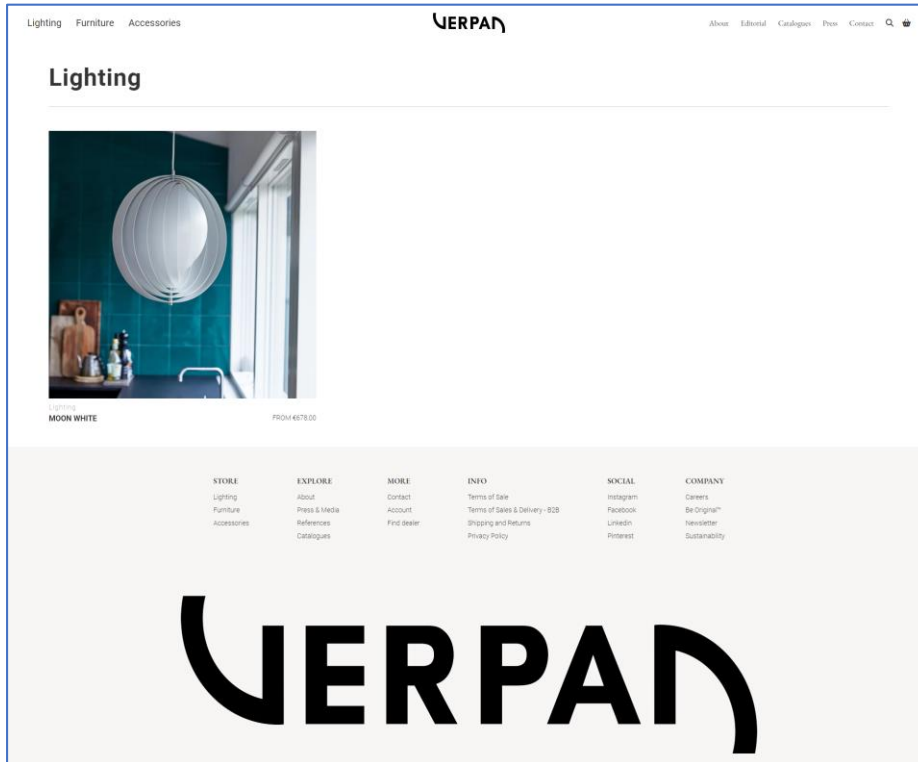 Lighting Furniture Accessories
VERPAN
About Editorial Catalogues Press Contact
Lighting
Lighting
MOON WHITE
FROM €678,00
STORE
Lighting
Furniture
Accessories
EXPLORE
About
Press & Media
References
Catalogues
MORE
Contact
Account
Find dealer
INFO
Terms of Sale
Terms of Sales & Delivery - B2B
Shipping and Returns
Privacy Policy
SOCIAL
Instagram
Facebook
Linkedin
Pinterest
COMPANY
Careers
Be Original™
Newsletter
Sustainability
VERPAN